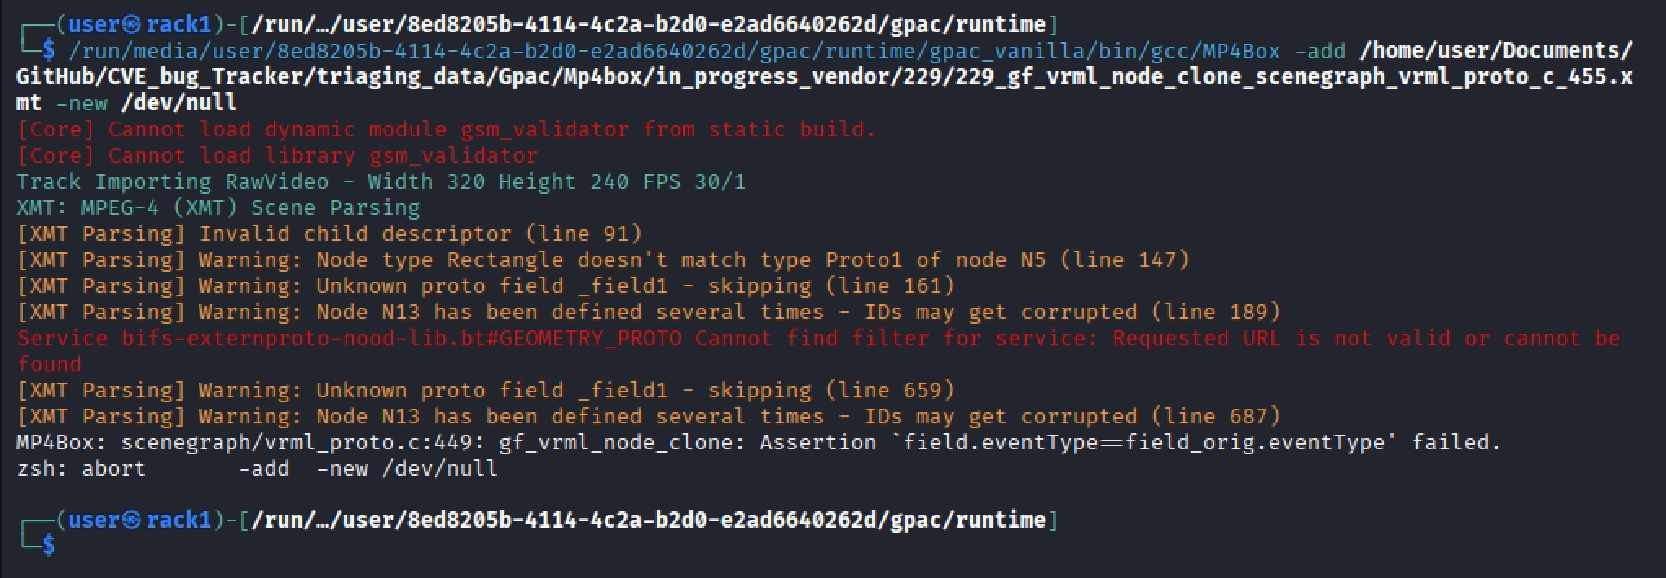 ┌──(user㉿rack1)-[/run/…/user/8ed8205b-4114-4c2a-b2d0-e2ad6640262d/gpac/runtime]
└─$ /run/media/user/8ed8205b-4114-4c2a-b2d0-e2ad6640262d/gpac/runtime/gpac_vanilla/bin/gcc/MP4Box -add /home/user/Documents/
GitHub/CVE_bug_Tracker/triaging_data/Gpac/Mp4box/in_progress_vendor/229/229_gf_vrml_node_clone_scenegraph_vrml_proto_c_455.x
mt -new /dev/null
[Core] Cannot load dynamic module gsm_validator from static build.
[Core] Cannot load library gsm_validator
Track Importing RawVideo - Width 320 Height 240 FPS 30/1
XMT: MPEG-4 (XMT) Scene Parsing
[XMT Parsing] Invalid child descriptor (line 91)
[XMT Parsing] Warning: Node type Rectangle doesn't match type Proto1 of node N5 (line 147)
[XMT Parsing] Warning: Unknown proto field _field1 - skipping (line 161)
[XMT Parsing] Warning: Node N13 has been defined several times - IDs may get corrupted (line 189)
Service bifs-externproto-nood-lib.bt#GEOMETRY_PROTO Cannot find filter for service: Requested URL is not valid or cannot be
found
[XMT Parsing] Warning: Unknown proto field _field1 - skipping (line 659)
[XMT Parsing] Warning: Node N13 has been defined several times - IDs may get corrupted (line 687)
MP4Box: scenegraph/vrml_proto.c:449: gf_vrml_node_clone: Assertion `field.eventType==field_orig.eventType' failed.
zsh: abort      -add  -new /dev/null
┌──(user㉿rack1)-[/run/…/user/8ed8205b-4114-4c2a-b2d0-e2ad6640262d/gpac/runtime]
└─$